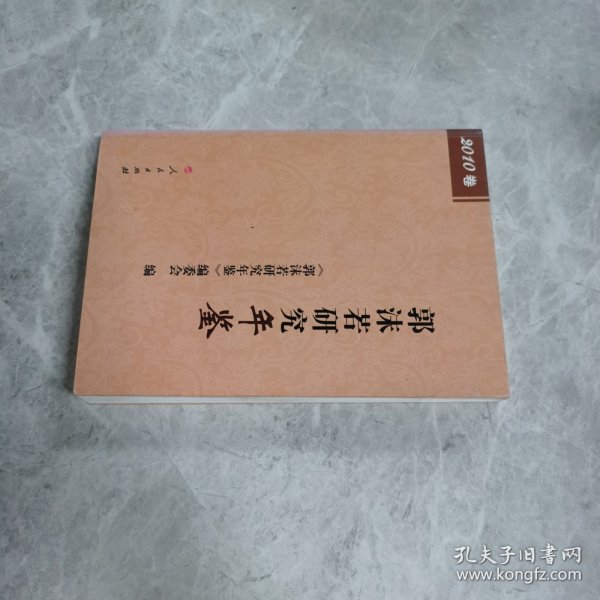 2010卷
郭沫若研究年鉴
《郭沫若研究年鉴》编委会 编
人民出版社
孔夫子旧书网
www.kongfz.com